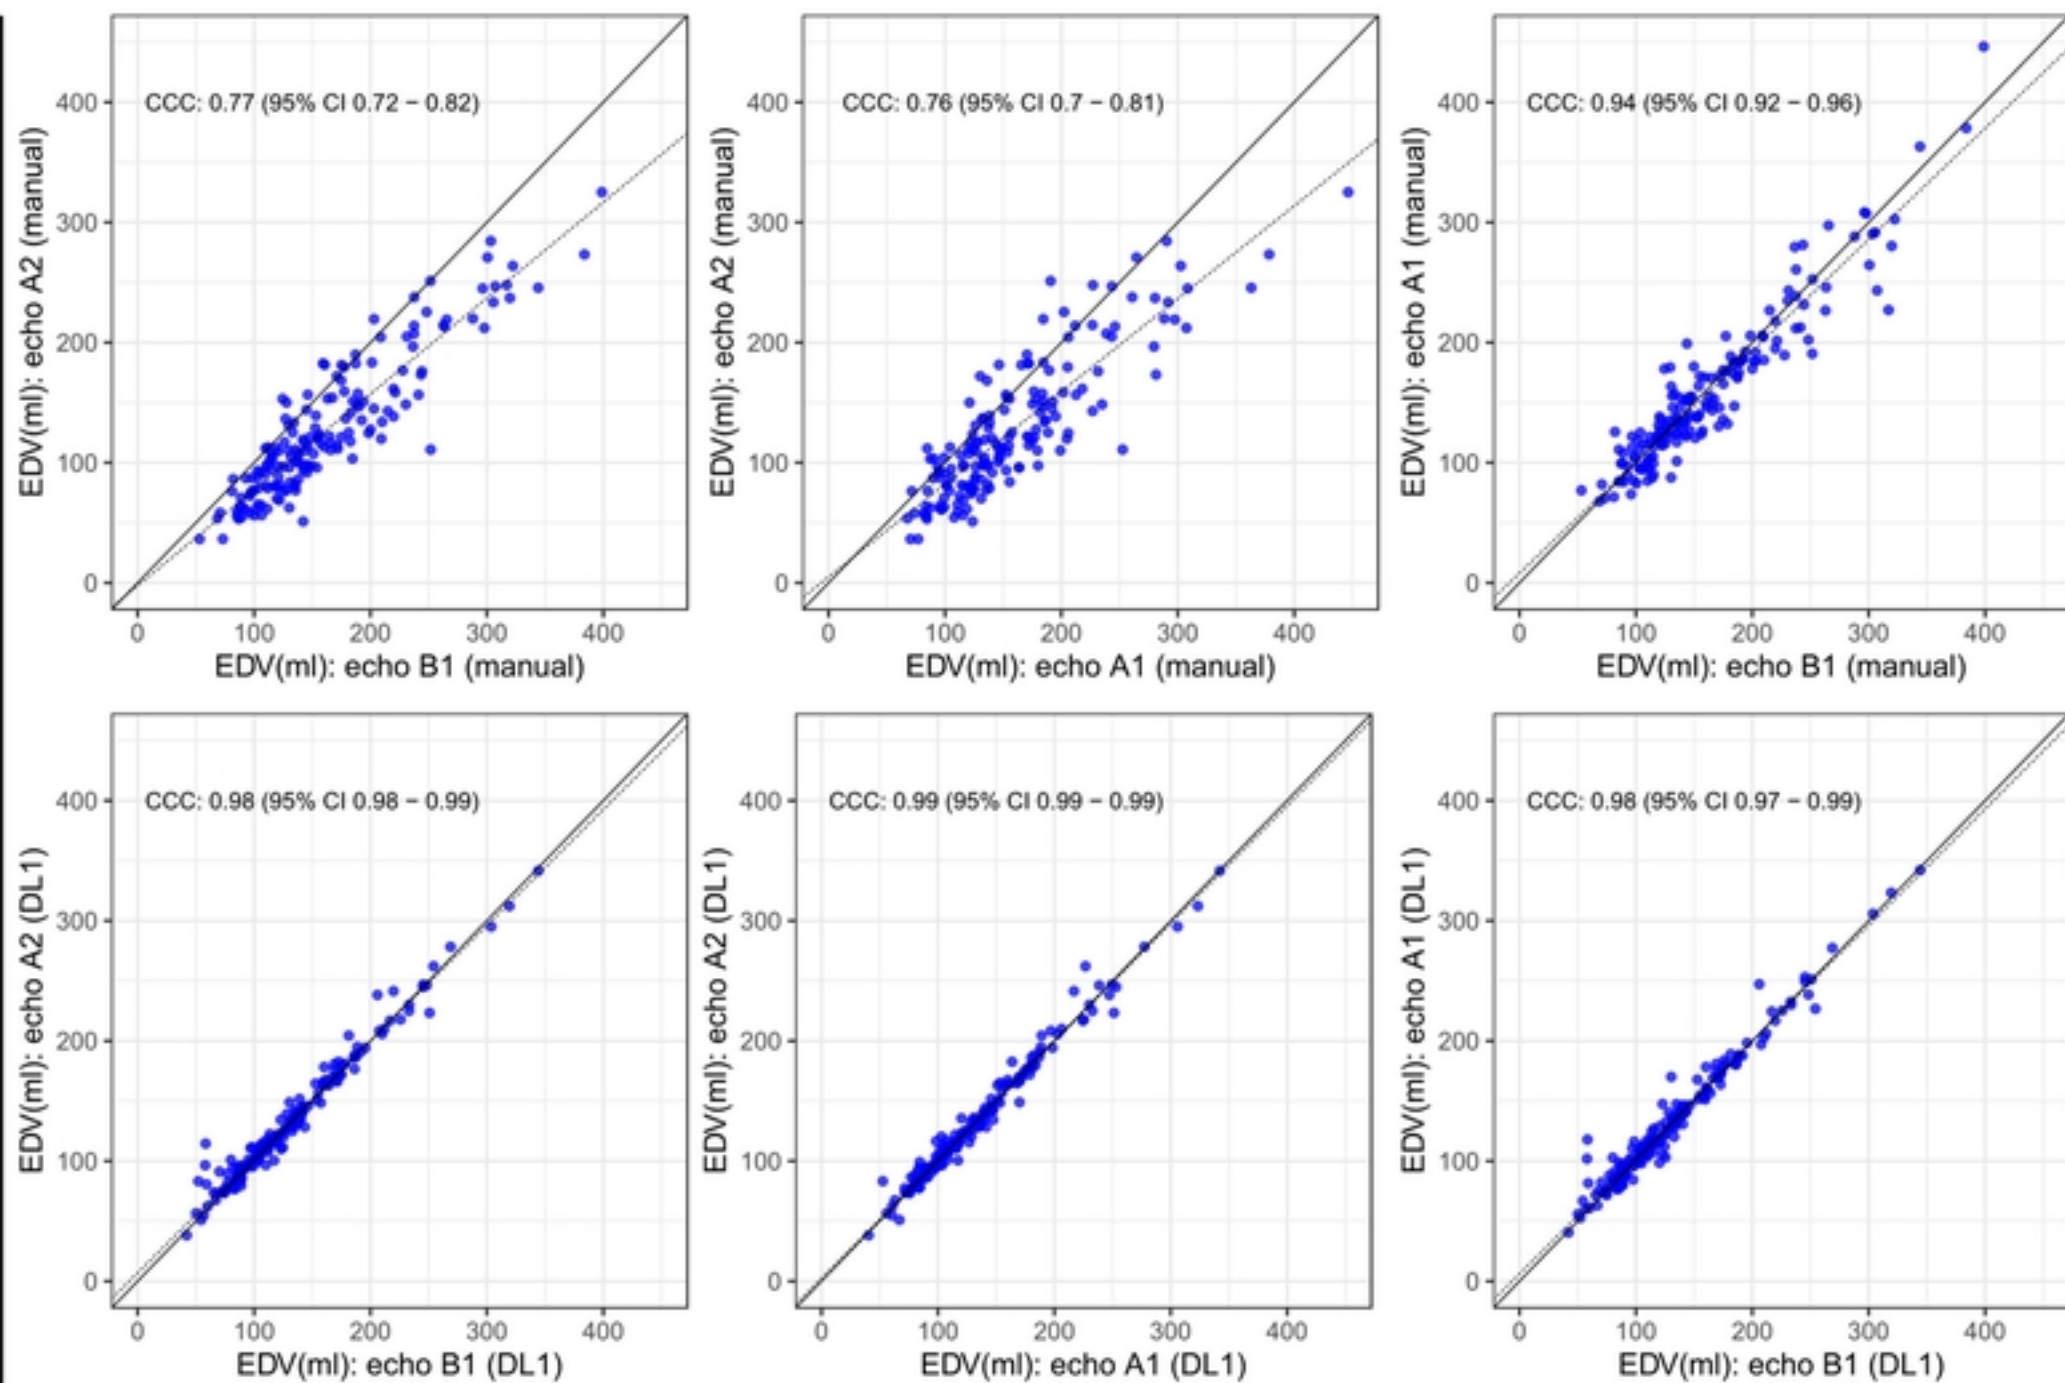 CCC: 0.77 (95% CI 0.72 − 0.82)
EDV(ml): echo A2 (manual)
400
300
200
100
0
0 100 200 300 400
EDV(ml): echo B1 (manual)
CCC: 0.76 (95% CI 0.7 − 0.81)
EDV(ml): echo A2 (manual)
400
300
200
100
0
0 100 200 300 400
EDV(ml): echo A1 (manual)
CCC: 0.94 (95% CI 0.92 − 0.96)
EDV(ml): echo A1 (manual)
400
300
200
100
0
0 100 200 300 400
EDV(ml): echo B1 (manual)
CCC: 0.98 (95% CI 0.98 − 0.99)
EDV(ml): echo A2 (DL1)
400
300
200
100
0
0 100 200 300 400
EDV(ml): echo B1 (DL1)
CCC: 0.99 (95% CI 0.99 − 0.99)
EDV(ml): echo A2 (DL1)
400
300
200
100
0
0 100 200 300 400
EDV(ml): echo A1 (DL1)
CCC: 0.98 (95% CI 0.97 − 0.99)
EDV(ml): echo A1 (DL1)
400
300
200
100
0
0 100 200 300 400
EDV(ml): echo B1 (DL1)